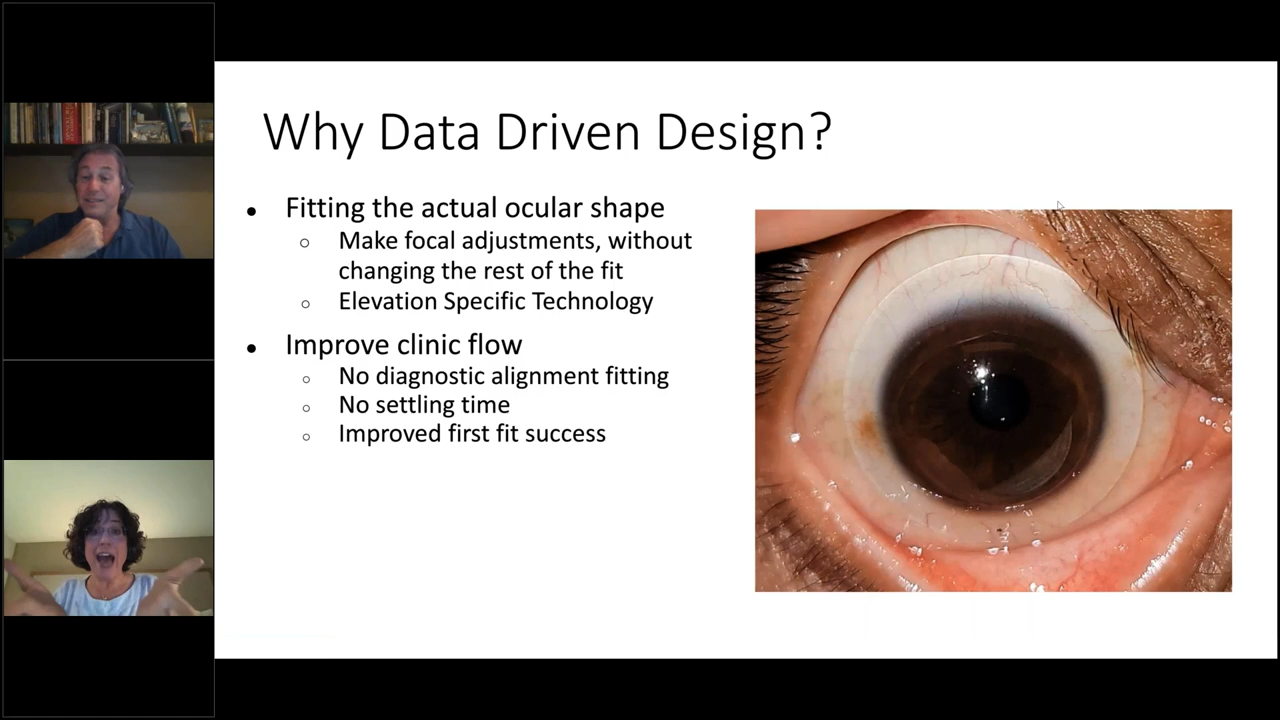 Why Data Driven Design?
• Fitting the actual ocular shape
○ Make focal adjustments, without
changing the rest of the fit
○ Elevation Specific Technology
• Improve clinic flow
○ No diagnostic alignment fitting
○ No settling time
○ Improved first fit success